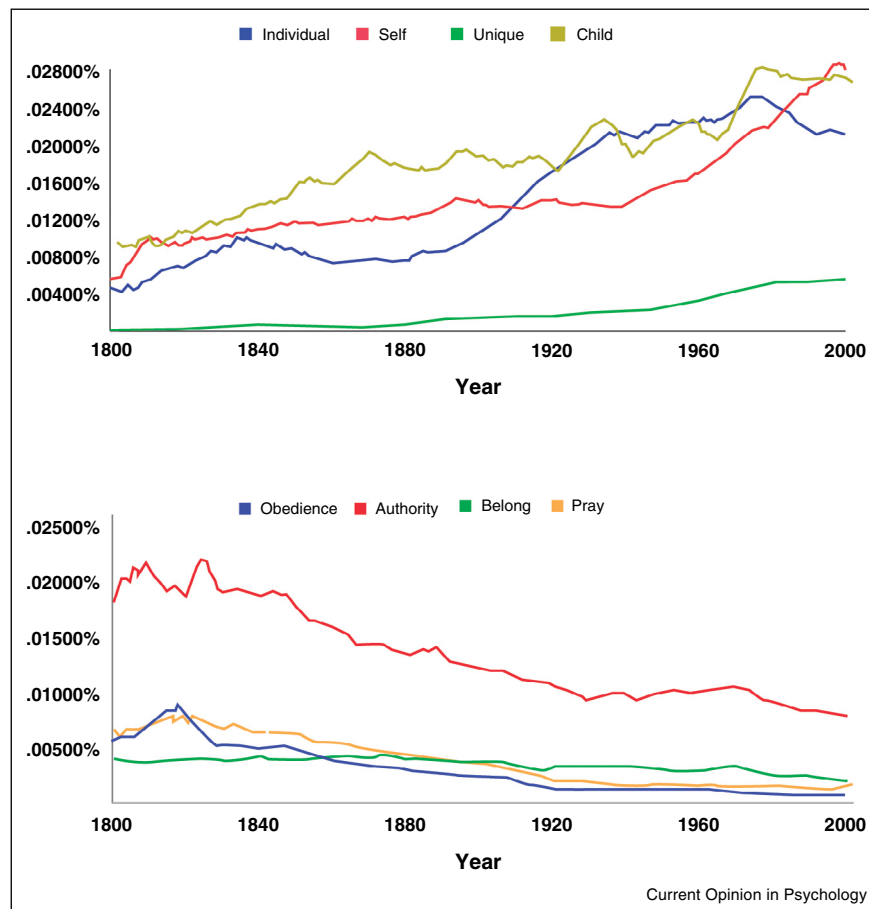 Individual Self Unique Child
.02800%
.02400%
.02000%
.01600%
.01200%
.00800%
.00400%
1800 1840 1880 1920 1960 2000
Year
Obedience Authority Belong Pray
.02500%
.02000%
.01500%
.01000%
.00500%
1800 1840 1880 1920 1960 2000
Year
Current Opinion in Psychology